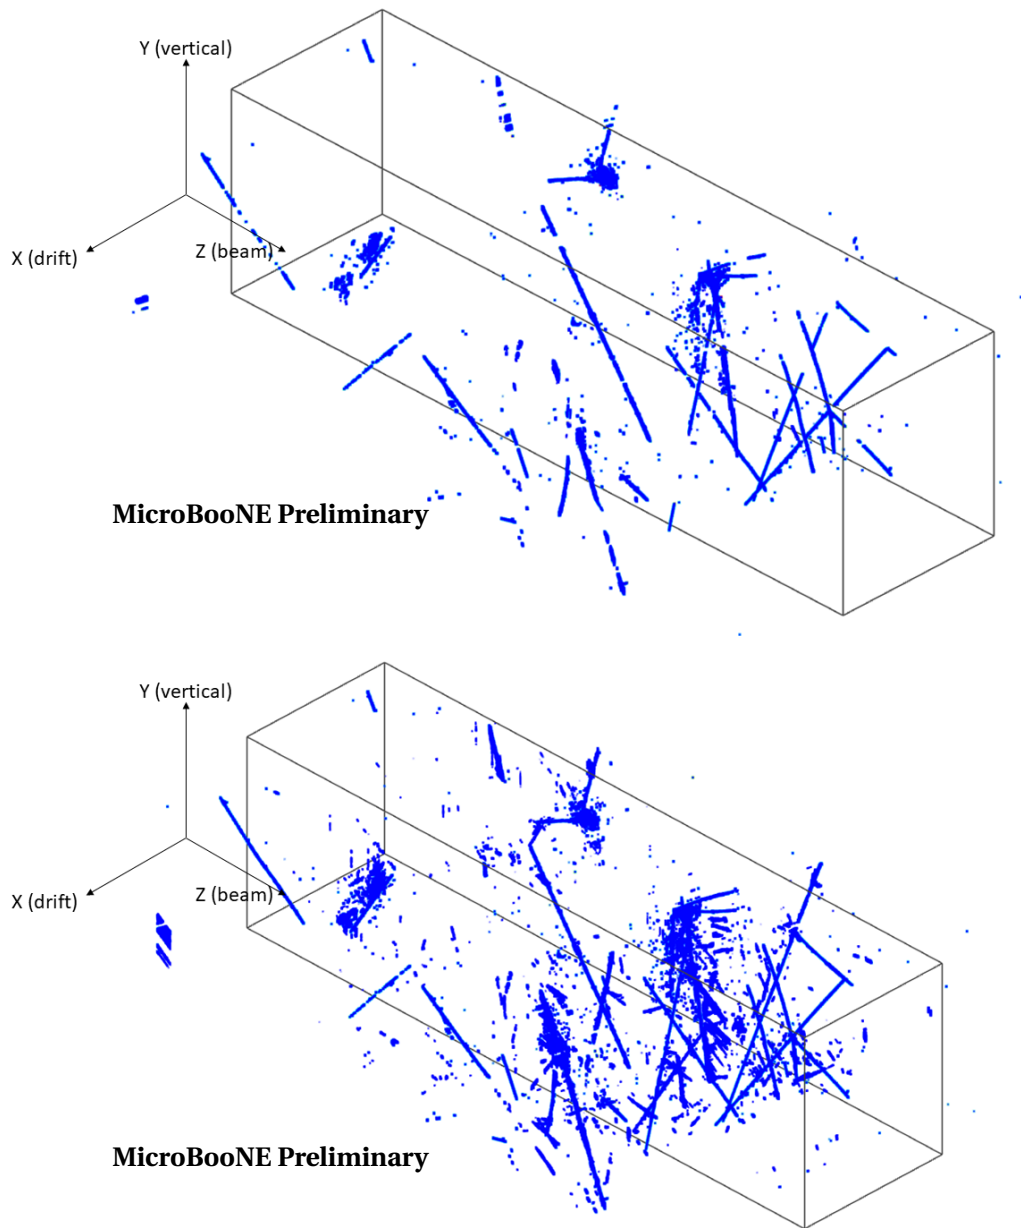 Y (vertical)
X (drift)
Z (beam)
MicroBooNE Preliminary
Y (vertical)
X (drift)
Z (beam)
MicroBooNE Preliminary